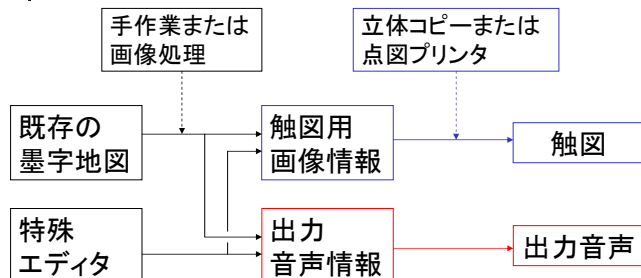 手作業または
画像処理
立体コピーまたは
点図プリンタ
既存の
墨字地図
触図用
画像情報
触図
特殊
エディタ
出力
音声情報
出力音声